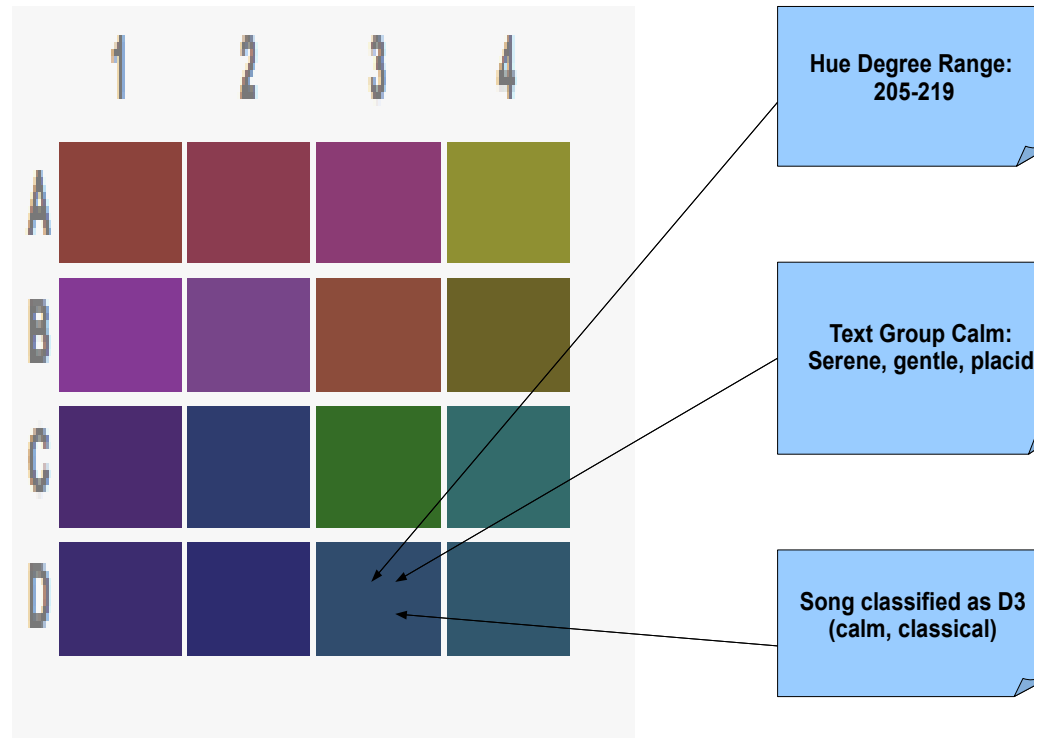 1 2 3 4
A
B
C
D
Hue Degree Range:
205-219
Text Group Calm:
Serene, gentle, placid
Song classified as D3
(calm, classical)